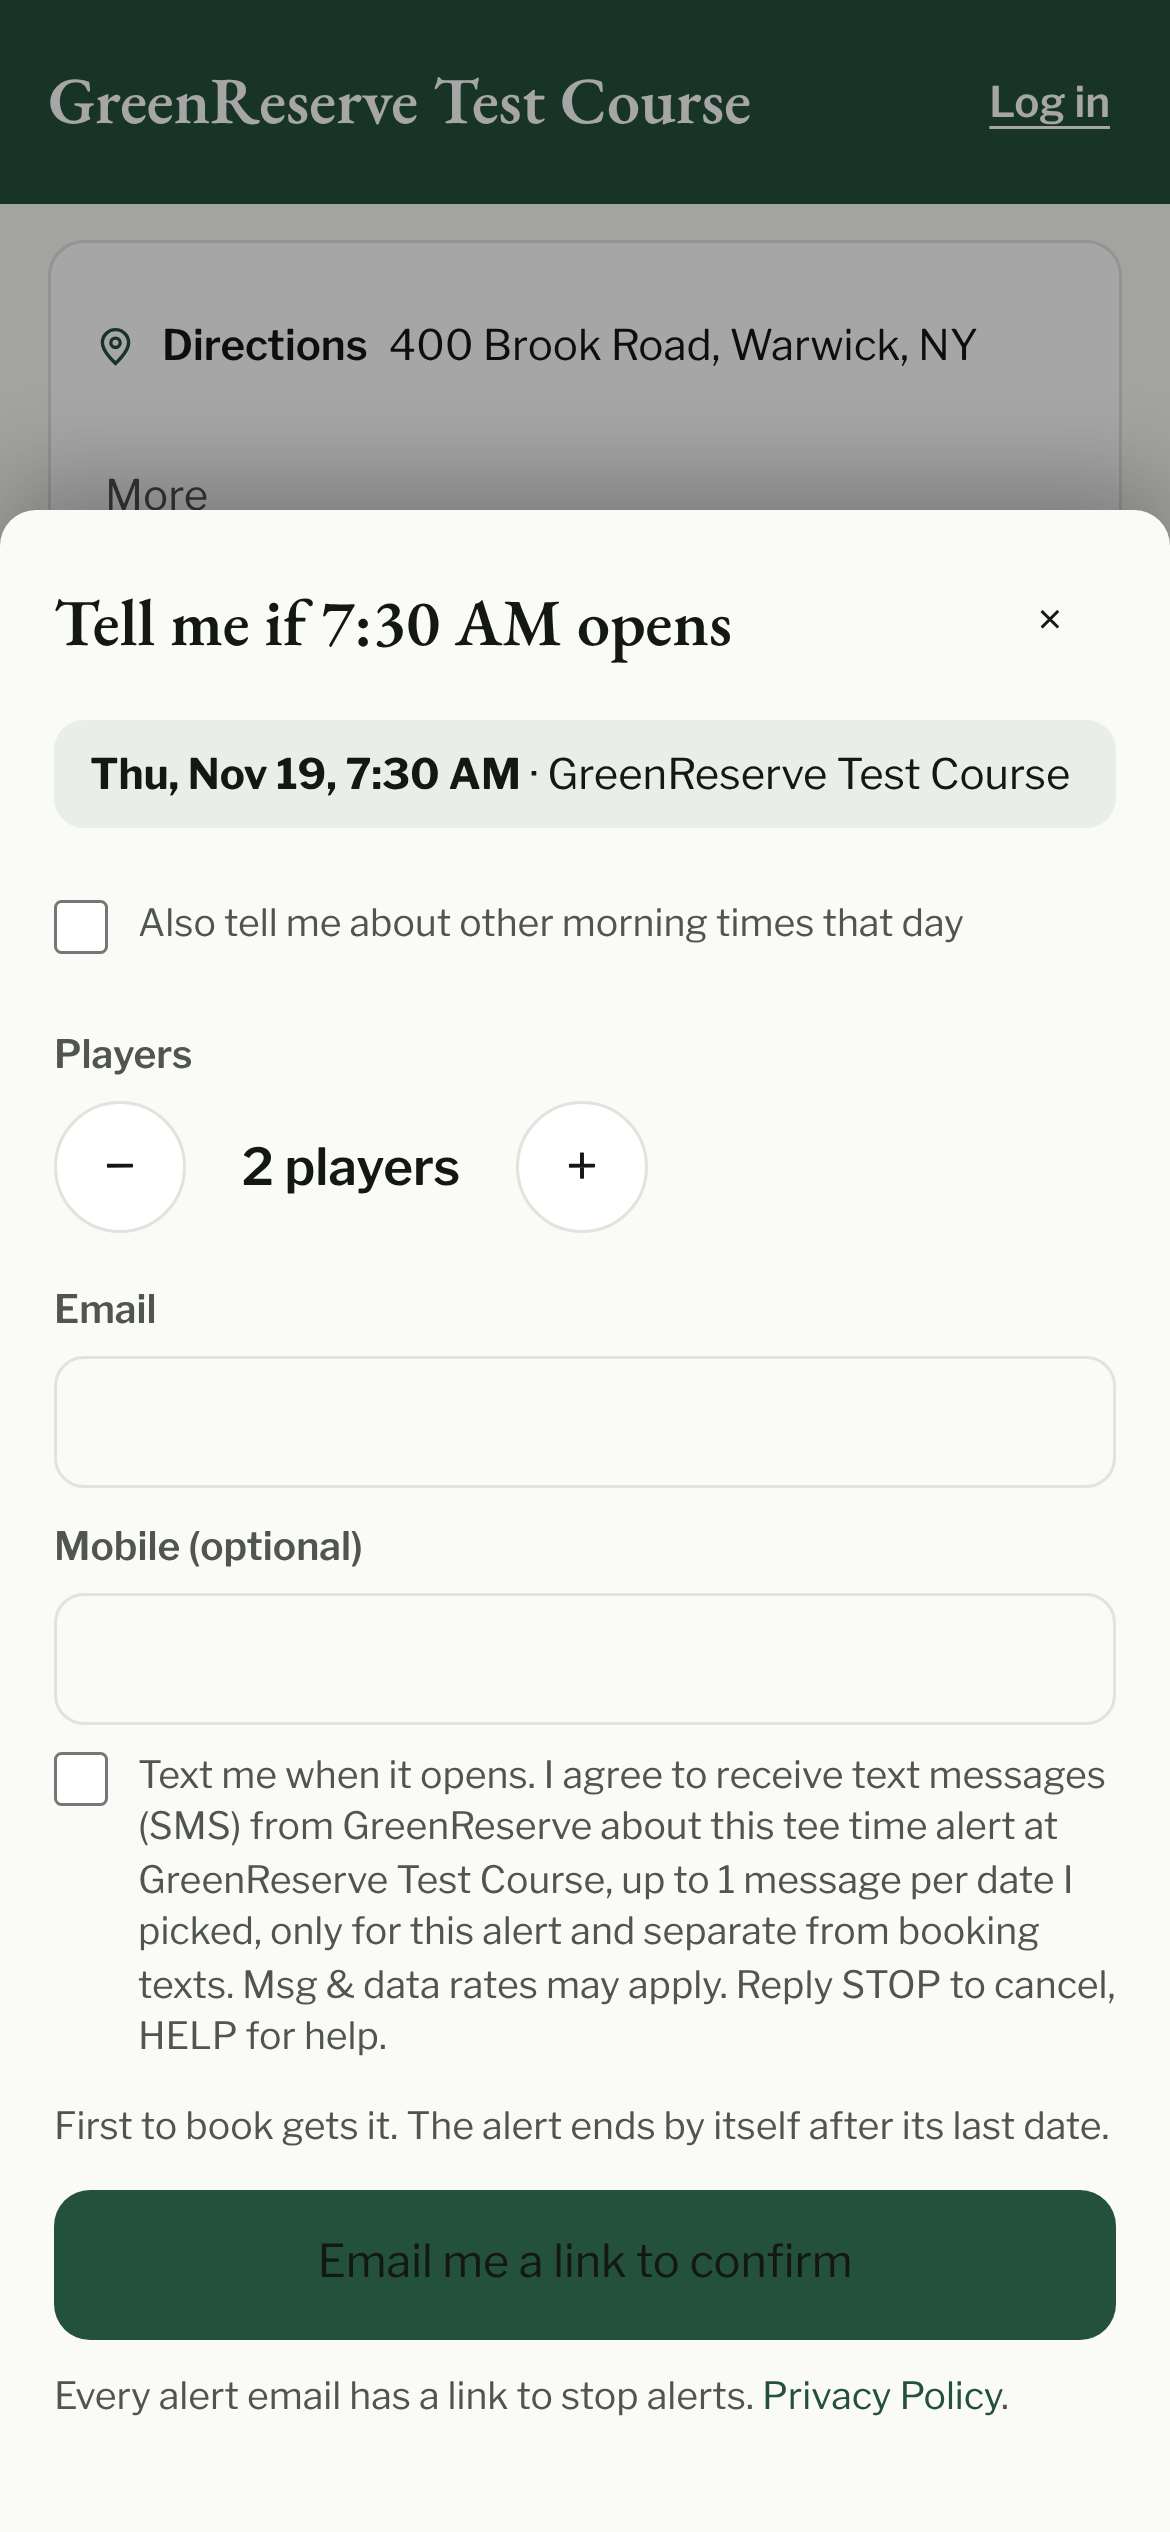 GreenReserve Test Course
Log in
Directions 400 Brook Road, Warwick, NY
More
Tell me if 7:30 AM opens
×
Thu, Nov 19, 7:30 AM · GreenReserve Test Course
Also tell me about other morning times that day
Players
− 2 players +
Email
Mobile (optional)
Text me when it opens. I agree to receive text messages
(SMS) from GreenReserve about this tee time alert at
GreenReserve Test Course, up to 1 message per date I
picked, only for this alert and separate from booking
texts. Msg & data rates may apply. Reply STOP to cancel,
HELP for help.
First to book gets it. The alert ends by itself after its last date.
Email me a link to confirm
Every alert email has a link to stop alerts. Privacy Policy.